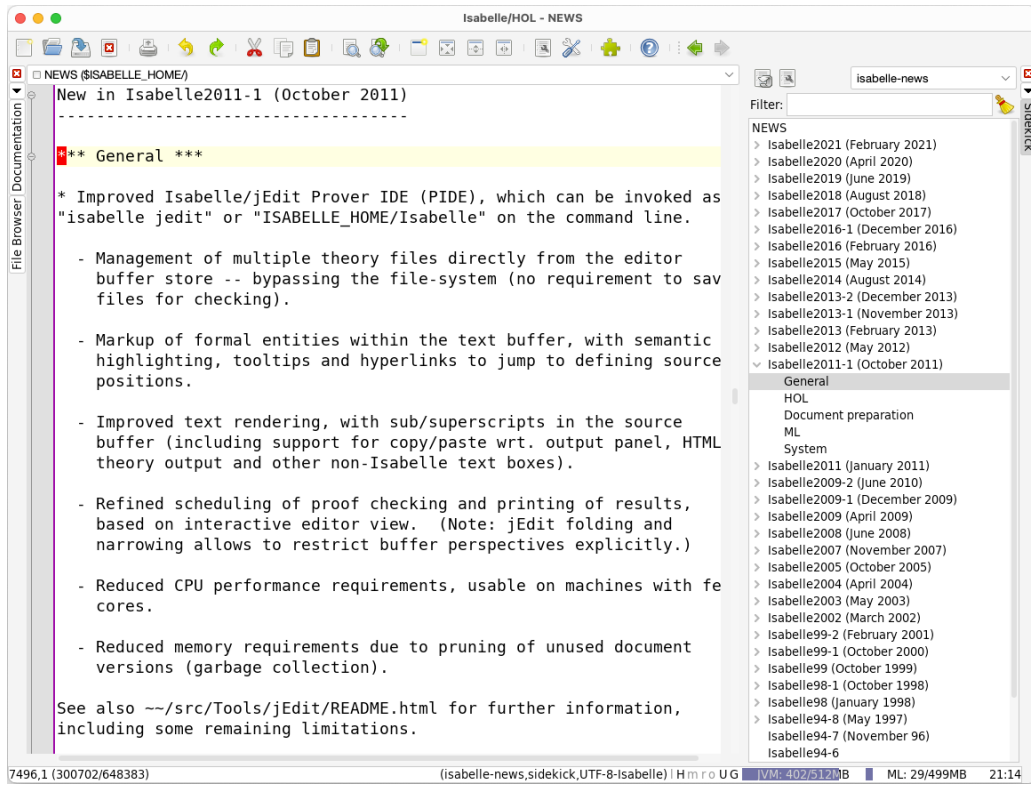 Isabelle/HOL - NEWS
NEWS ($ISABELLE_HOME/)
isabelle-news
Filter:
Documentation
File Browser
Sidekick
New in Isabelle2011-1 (October 2011)
------------------------------------
*** General ***
* Improved Isabelle/jEdit Prover IDE (PIDE), which can be invoked as
"isabelle jedit" or "ISABELLE_HOME/Isabelle" on the command line.
- Management of multiple theory files directly from the editor
buffer store -- bypassing the file-system (no requirement to sav
files for checking).
- Markup of formal entities within the text buffer, with semantic
highlighting, tooltips and hyperlinks to jump to defining source
positions.
- Improved text rendering, with sub/superscripts in the source
buffer (including support for copy/paste wrt. output panel, HTML
theory output and other non-Isabelle text boxes).
- Refined scheduling of proof checking and printing of results,
based on interactive editor view.  (Note: jEdit folding and
narrowing allows to restrict buffer perspectives explicitly.)
- Reduced CPU performance requirements, usable on machines with fe
cores.
- Reduced memory requirements due to pruning of unused document
versions (garbage collection).
See also ~~/src/Tools/jEdit/README.html for further information,
including some remaining limitations.
NEWS
Isabelle2021 (February 2021)
Isabelle2020 (April 2020)
Isabelle2019 (June 2019)
Isabelle2018 (August 2018)
Isabelle2017 (October 2017)
Isabelle2016-1 (December 2016)
Isabelle2016 (February 2016)
Isabelle2015 (May 2015)
Isabelle2014 (August 2014)
Isabelle2013-2 (December 2013)
Isabelle2013-1 (November 2013)
Isabelle2013 (February 2013)
Isabelle2012 (May 2012)
Isabelle2011-1 (October 2011)
General
HOL
Document preparation
ML
System
Isabelle2011 (January 2011)
Isabelle2009-2 (June 2010)
Isabelle2009-1 (December 2009)
Isabelle2009 (April 2009)
Isabelle2008 (June 2008)
Isabelle2007 (November 2007)
Isabelle2005 (October 2005)
Isabelle2004 (April 2004)
Isabelle2003 (May 2003)
Isabelle2002 (March 2002)
Isabelle99-2 (February 2001)
Isabelle99-1 (October 2000)
Isabelle99 (October 1999)
Isabelle98-1 (October 1998)
Isabelle98 (January 1998)
Isabelle94-8 (May 1997)
Isabelle94-7 (November 96)
Isabelle94-6
7496,1 (300702/648383)
(isabelle-news,sidekick,UTF-8-Isabelle) | H m r o U G
JVM: 402/512MB
ML: 29/499MB
21:14